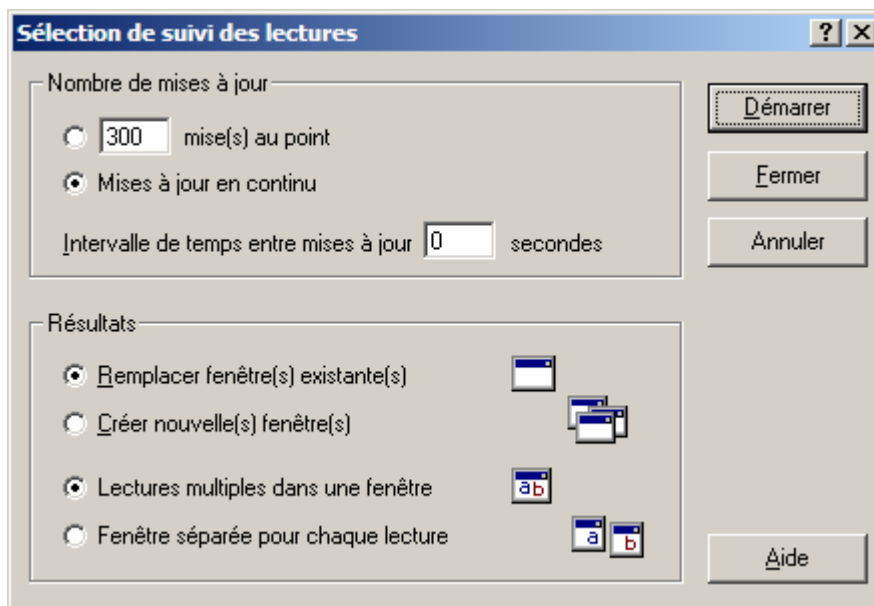 Sélection de suivi des lectures
Nombre de mises à jour
300 mise(s) au point
Mises à jour en continu
Intervalle de temps entre mises à jour 0 secondes
Démarrer
Fermer
Annuler
Résultats
Remplacer fenêtre(s) existante(s)
Créer nouvelle(s) fenêtre(s)
Lectures multiples dans une fenêtre ab
Fenêtre séparée pour chaque lecture a b
Aide